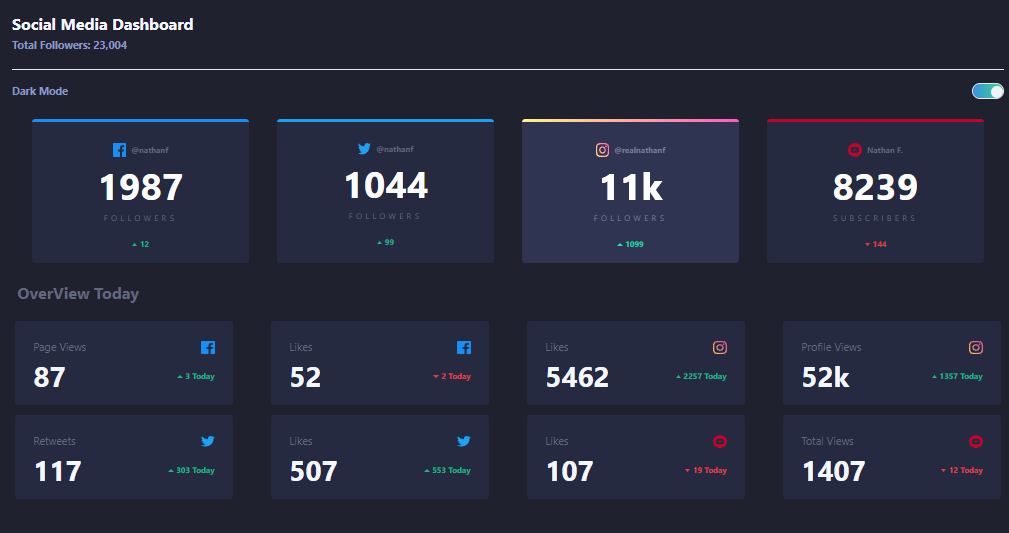 Social Media Dashboard
Total Followers: 23,004
Dark Mode
@nathanf
1987
FOLLOWERS
12
@nathanf
1044
FOLLOWERS
99
@realnathanf
11k
FOLLOWERS
1099
Nathan F.
8239
SUBSCRIBERS
144
OverView Today
Page Views
87
3 Today
Likes
52
2 Today
Likes
5462
2257 Today
Profile Views
52k
1357 Today
Retweets
117
303 Today
Likes
507
553 Today
Likes
107
19 Today
Total Views
1407
12 Today